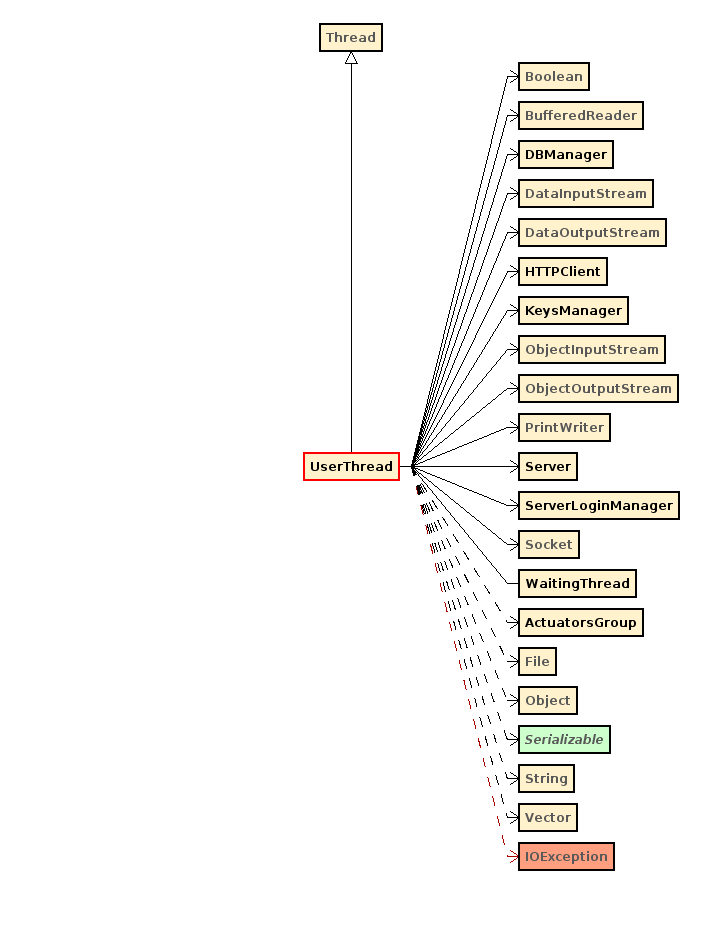 Thread
Boolean
BufferedReader
DBManager
DataInputStream
DataOutputStream
HTTPClient
KeysManager
ObjectInputStream
ObjectOutputStream
PrintWriter
UserThread
Server
ServerLoginManager
Socket
WaitingThread
ActuatorsGroup
File
Object
Serializable
String
Vector
IOException